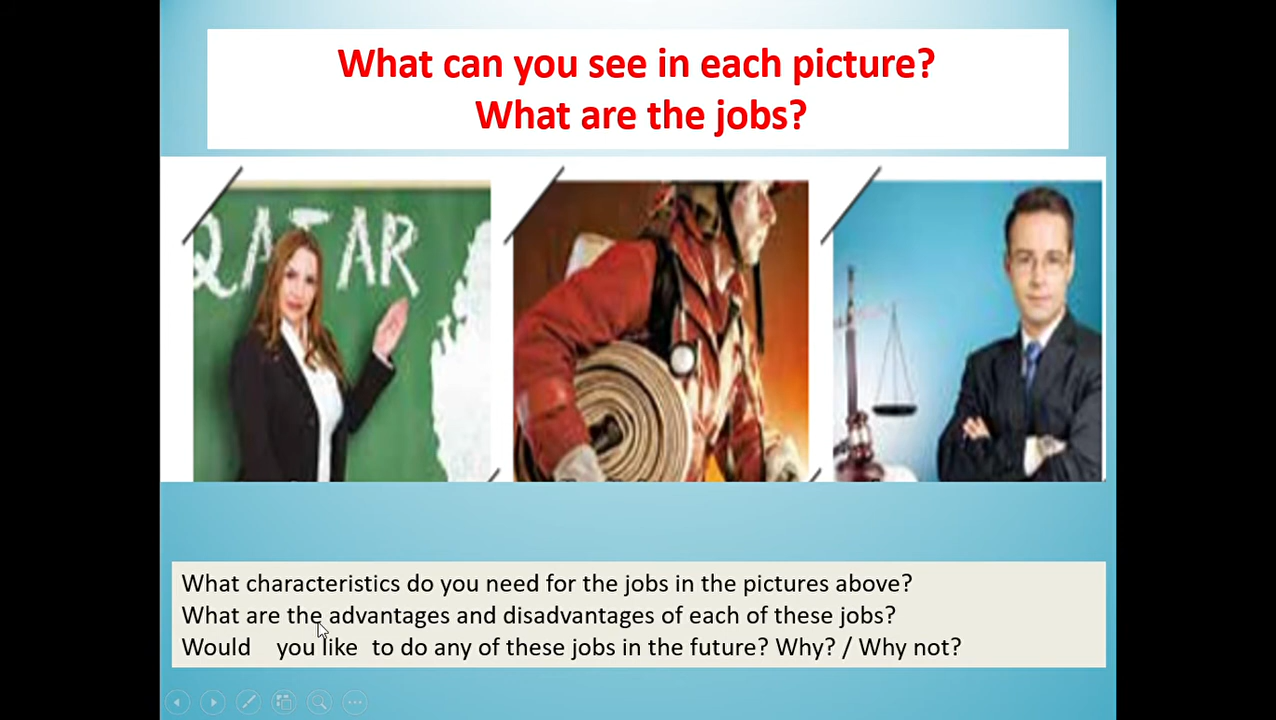 What can you see in each picture?
What are the jobs?
QATAR
What characteristics do you need for the jobs in the pictures above?
What are the advantages and disadvantages of each of these jobs?
Would you like to do any of these jobs in the future? Why? / Why not?